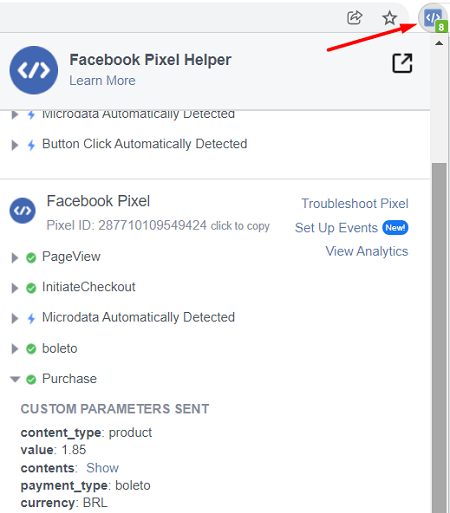 8
Facebook Pixel Helper
Learn More
Microdata Automatically Detected
Button Click Automatically Detected
Facebook Pixel
Troubleshoot Pixel
Pixel ID: 287710109549424 click to copy
Set Up Events New!
View Analytics
PageView
InitiateCheckout
Microdata Automatically Detected
boleto
Purchase
CUSTOM PARAMETERS SENT
content_type: product
value: 1.85
contents: Show
payment_type: boleto
currency: BRL